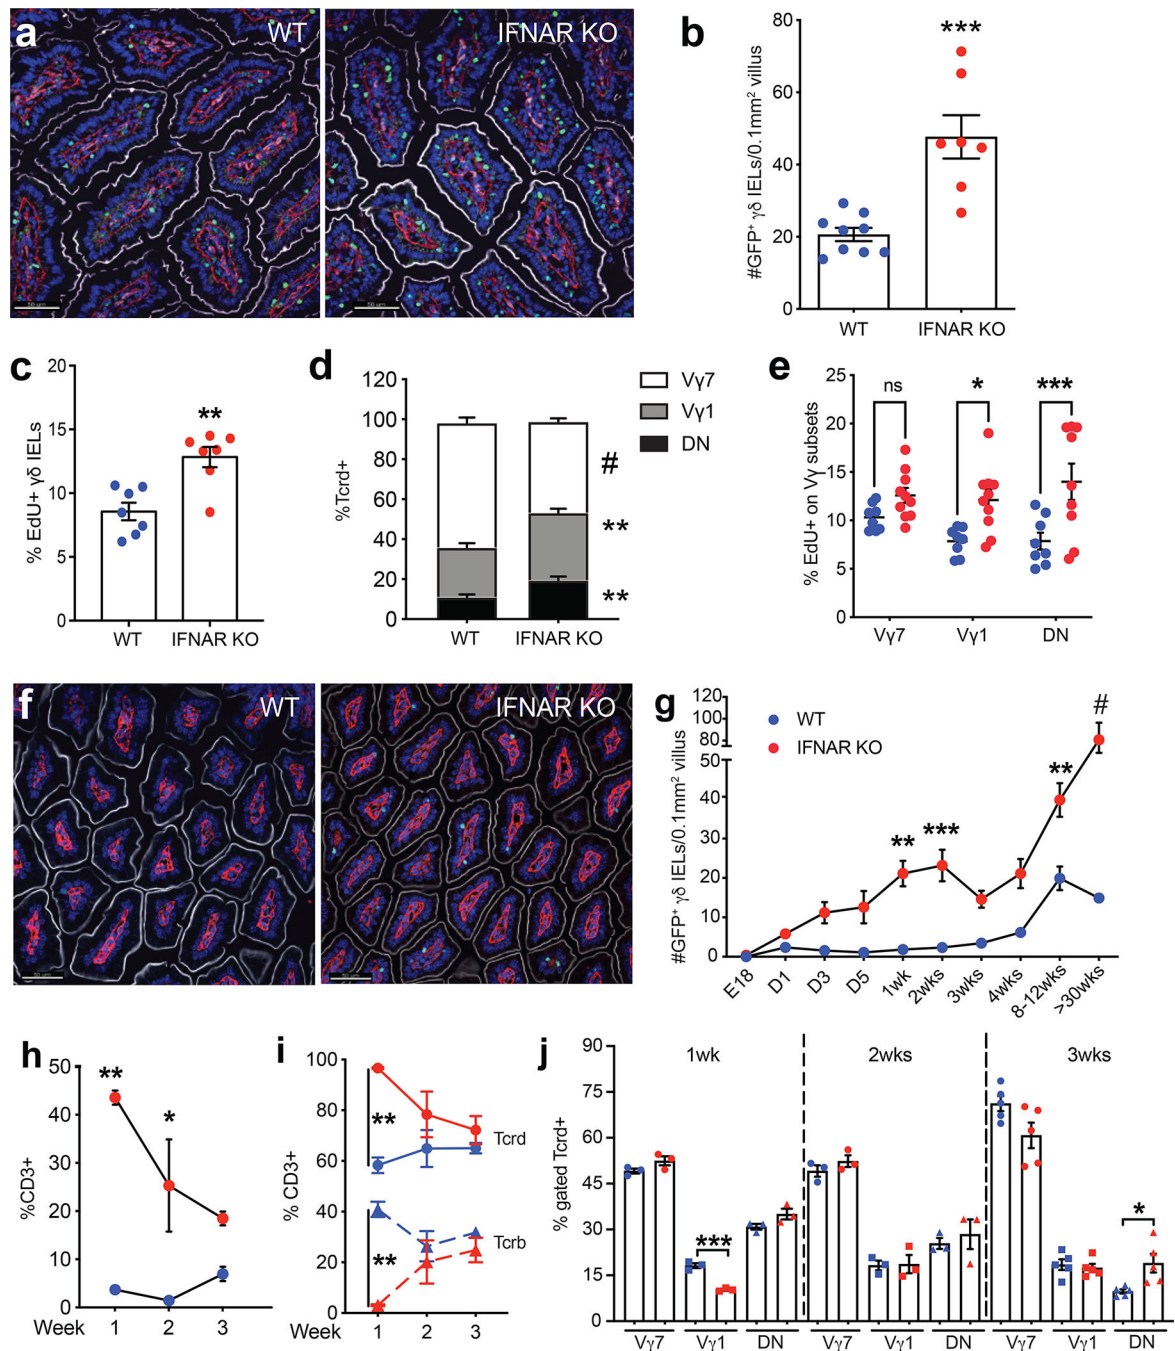 a
WT
IFNAR KO
50 μm
b
#GFP⁺ γδ IELs/0.1mm² villus
80
60
40
20
0
***
WT
IFNAR KO
c
% EdU+ γδ IELs
20
15
10
5
0
**
WT
IFNAR KO
d
%Tcrd+
120
100
80
60
40
20
0
#
**
**
WT
IFNAR KO
Vγ7
Vγ1
DN
e
% EdU+ on Vγ subsets
25
20
15
10
5
0
ns
*
***
Vγ7
Vγ1
DN
f
WT
IFNAR KO
50 μm
50 μm
g
#GFP⁺ γδ IELs/0.1mm² villus
120
100
80
50
40
30
20
10
0
WT
IFNAR KO
**
***
**
#
E18
D1
D3
D5
1wk
2wks
3wks
4wks
8-12wks
>30wks
h
%CD3+
50
40
30
20
10
0
**
*
Week
1
2
3
i
% CD3+
100
80
60
40
20
0
**
**
Tcrd
Tcrb
Week
1
2
3
j
% gated Tcrd+
90
75
60
45
30
15
1wk
2wks
3wks
***
*
Vγ7
Vγ1
DN
Vγ7
Vγ1
DN
Vγ7
Vγ1
DN